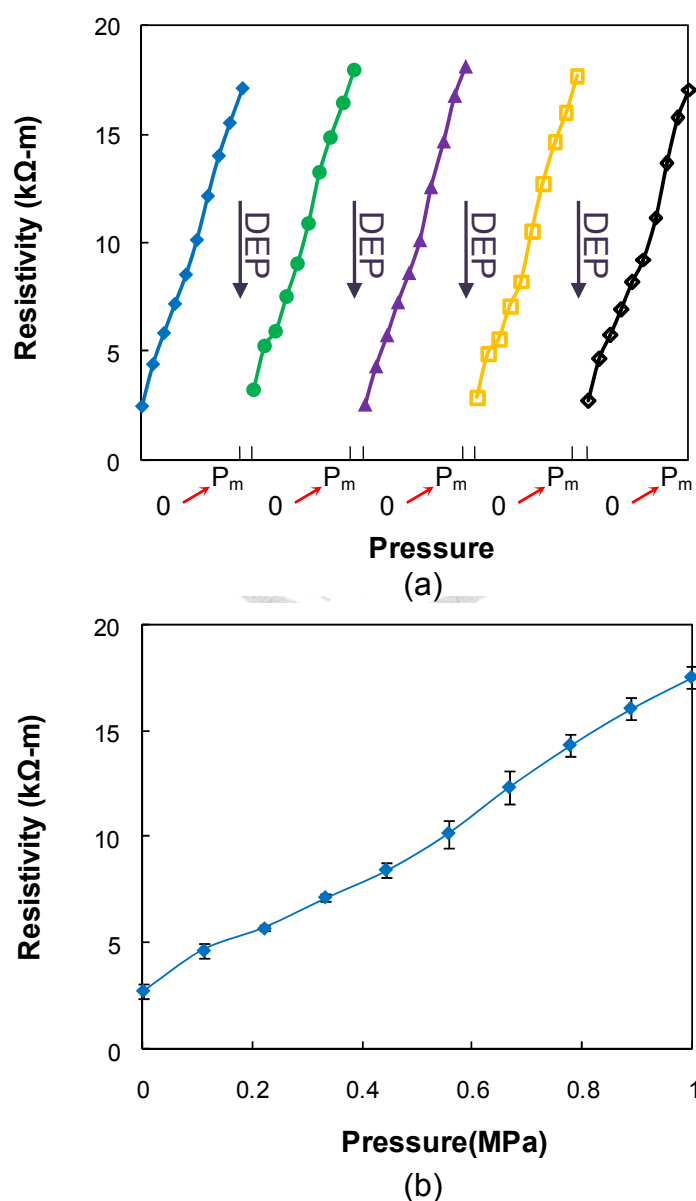 20
15
10
5
0
Resistivity (kΩ-m)
DEP DEP DEP DEP
Pm Pm Pm Pm Pm
0 0 0 0 0
Pressure
(a)
20
15
10
5
0
Resistivity (kΩ-m)
0 0.2 0.4 0.6 0.8 1
Pressure(MPa)
(b)